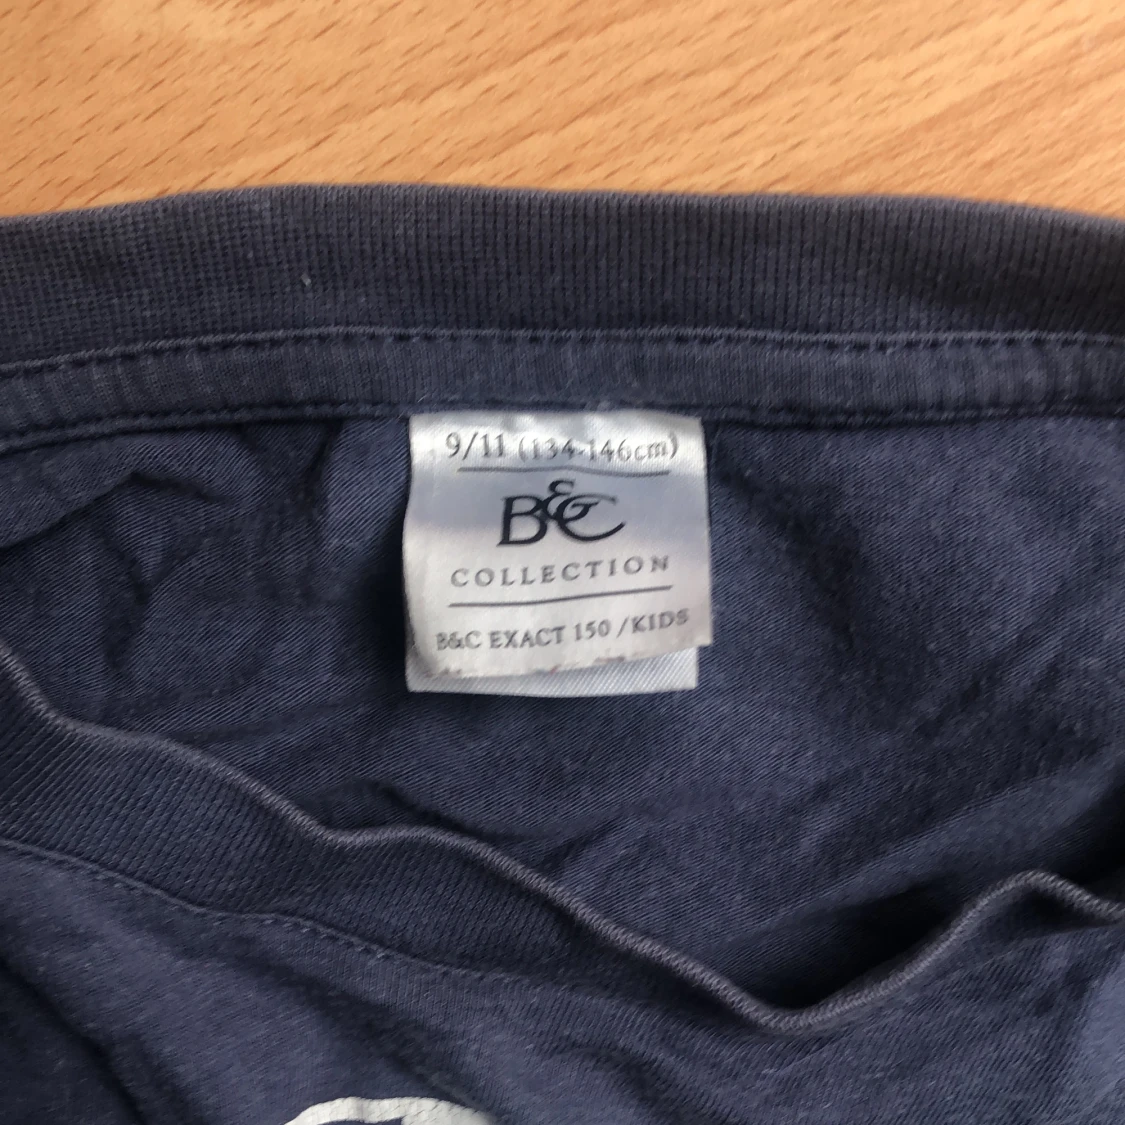 9/11 (134-146cm)
B&C
COLLECTION
B&C EXACT 150 /KIDS